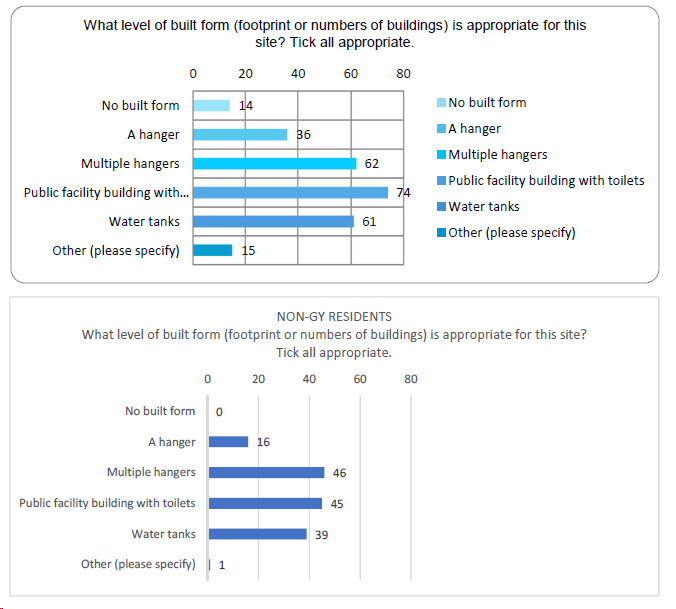 What level of built form (footprint or numbers of buildings) is appropriate for this
site? Tick all appropriate.
0 20 40 60 80
No built form 14
A hanger 36
Multiple hangers 62
Public facility building with... 74
Water tanks 61
Other (please specify) 15
No built form
A hanger
Multiple hangers
Public facility building with toilets
Water tanks
Other (please specify)
NON-GY RESIDENTS
What level of built form (footprint or numbers of buildings) is appropriate for this site?
Tick all appropriate.
0 20 40 60 80
No built form 0
A hanger 16
Multiple hangers 46
Public facility building with toilets 45
Water tanks 39
Other (please specify) 1